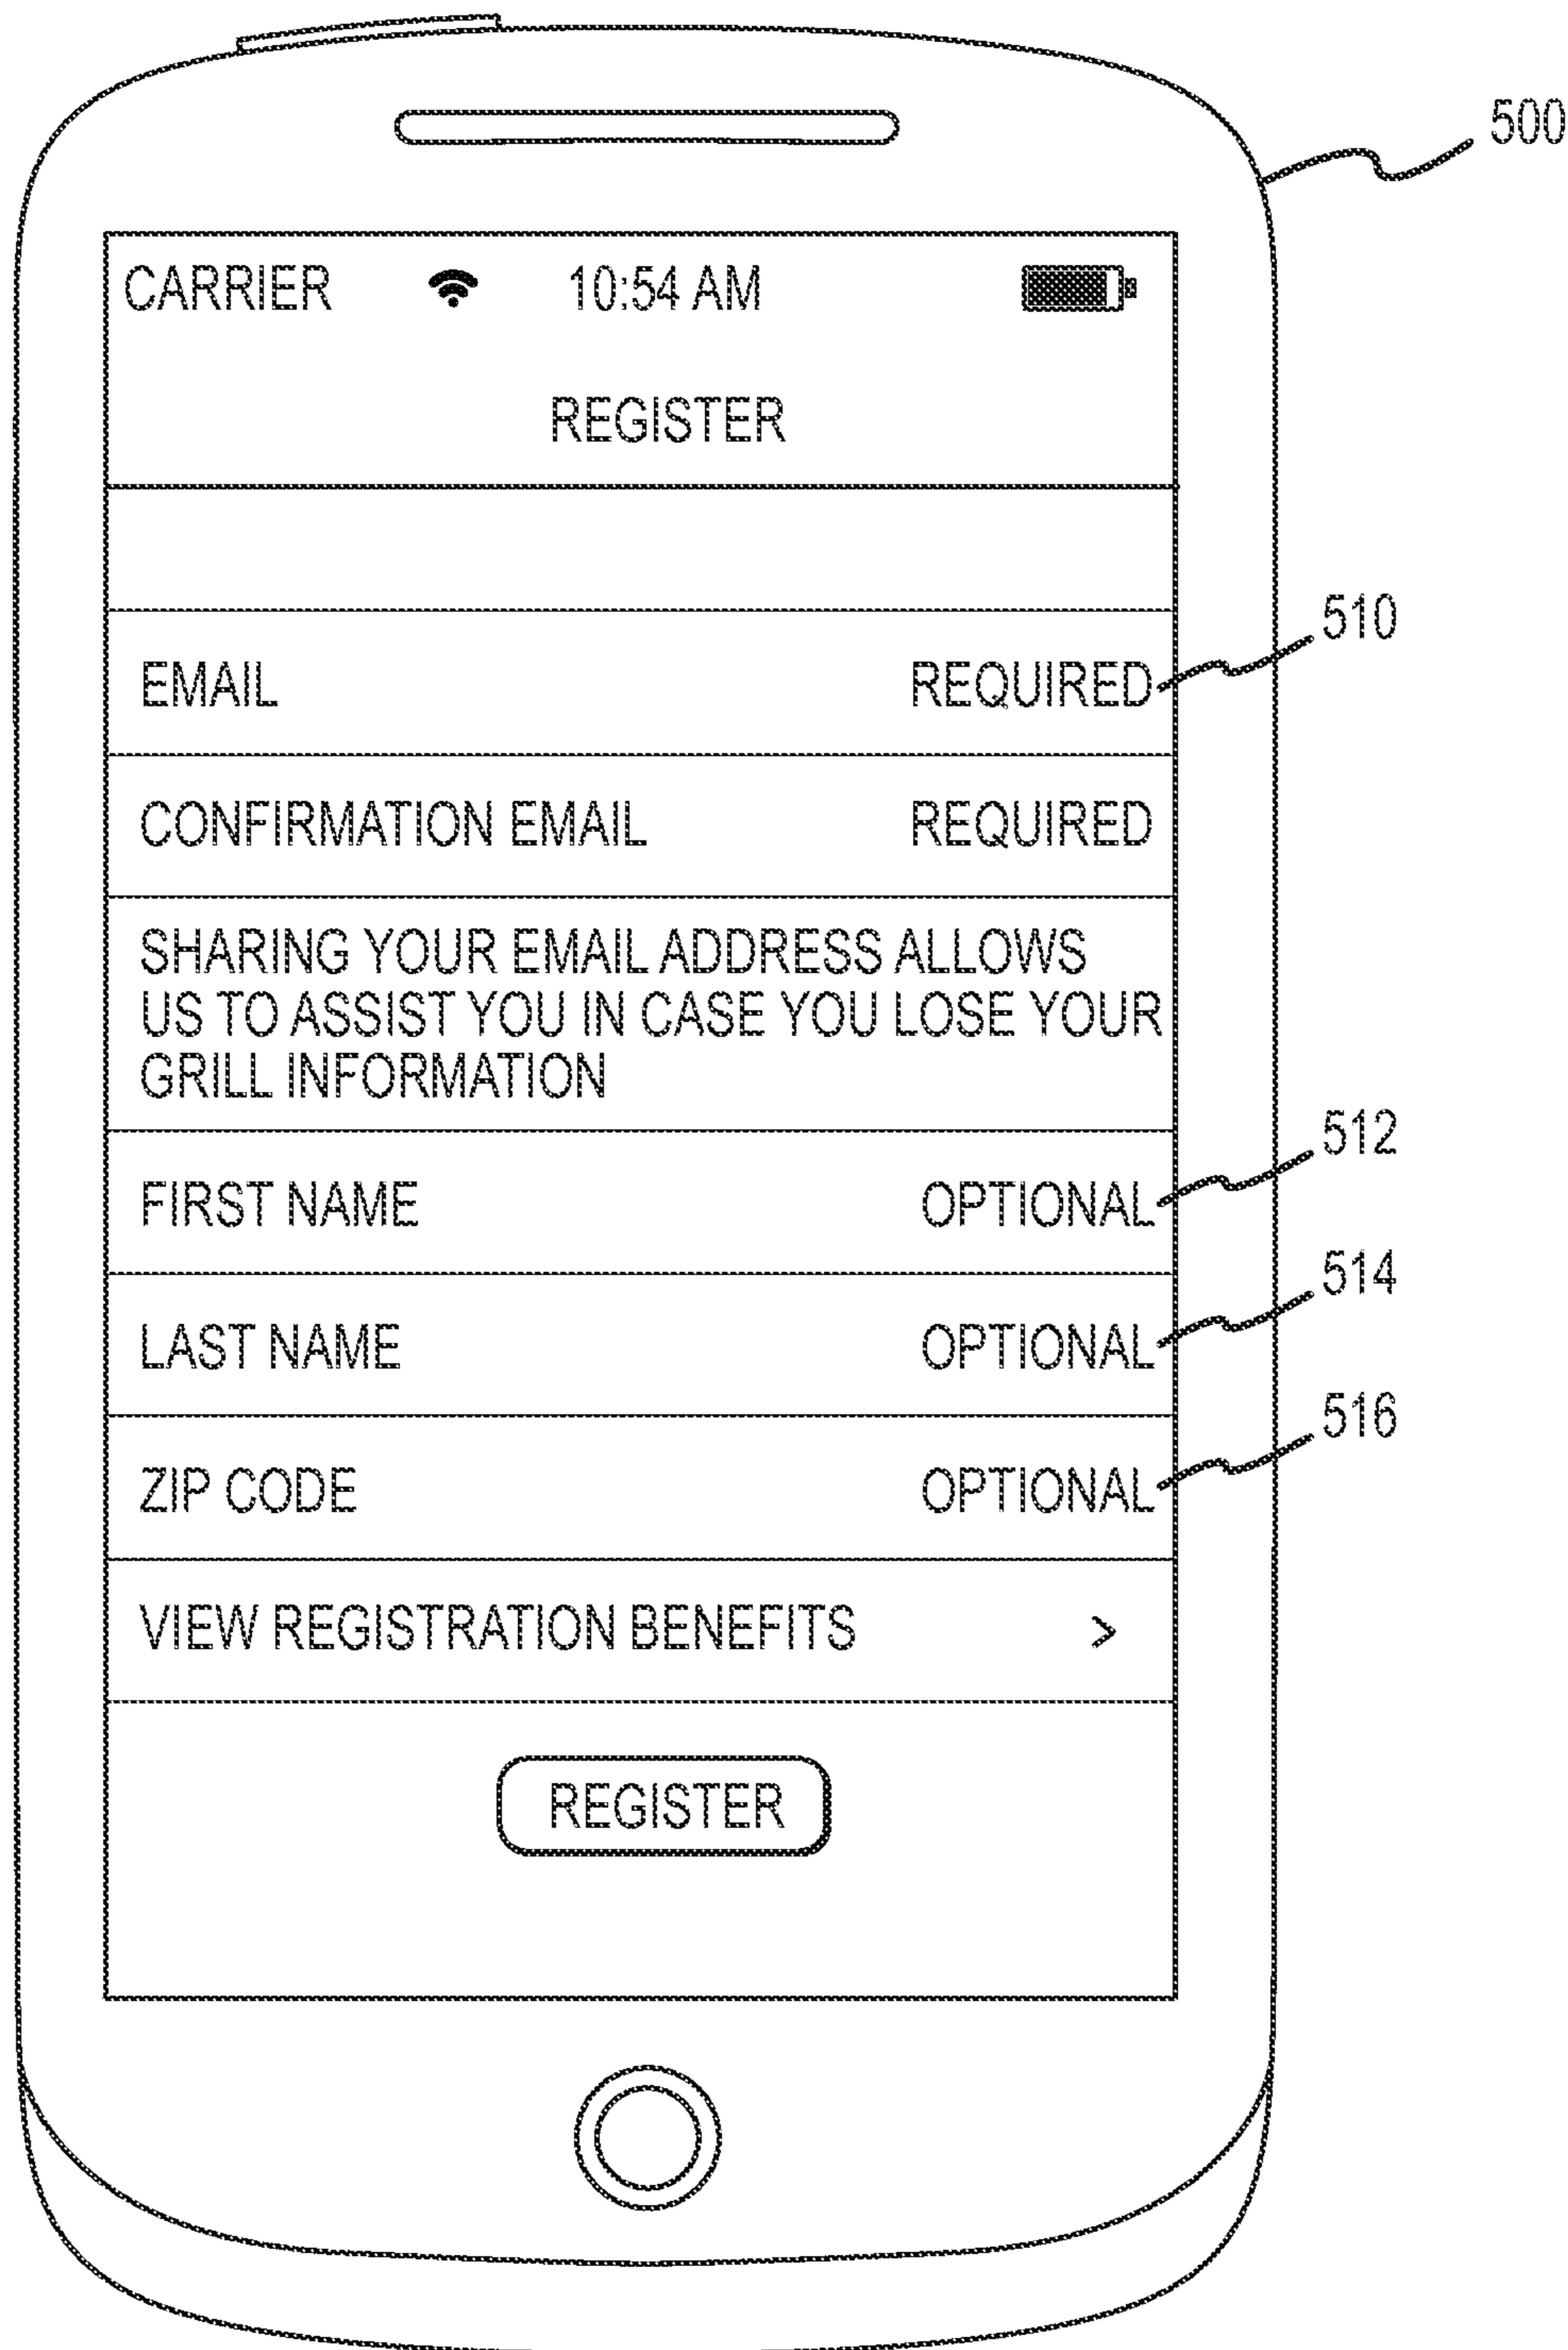 500
CARRIER 10:54 AM
REGISTER
510
EMAIL REQUIRED
CONFIRMATION EMAIL REQUIRED
SHARING YOUR EMAIL ADDRESS ALLOWS
US TO ASSIST YOU IN CASE YOU LOSE YOUR
GRILL INFORMATION
512
FIRST NAME OPTIONAL
514
LAST NAME OPTIONAL
516
ZIP CODE OPTIONAL
VIEW REGISTRATION BENEFITS >
REGISTER